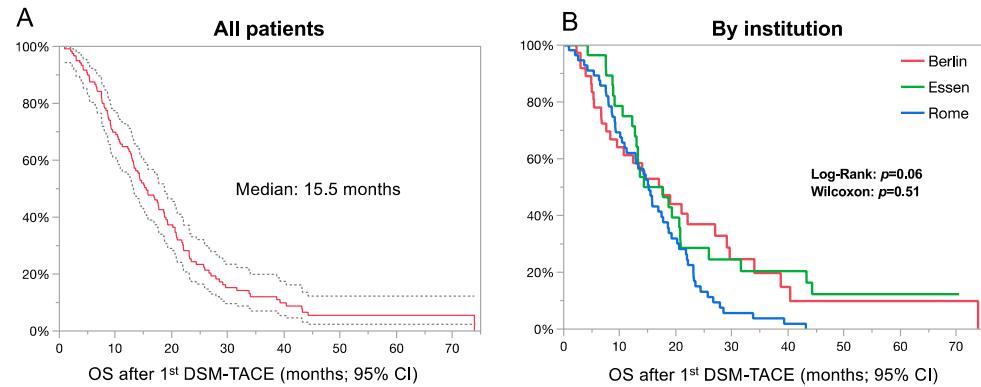 A
All patients
100%
80%
60%
40%
20%
0%
Median: 15.5 months
0 10 20 30 40 50 60 70
OS after 1st DSM-TACE (months; 95% CI)
B
By institution
100%
80%
60%
40%
20%
0%
Berlin
Essen
Rome
Log-Rank: p=0.06
Wilcoxon: p=0.51
0 10 20 30 40 50 60 70
OS after 1st DSM-TACE (months; 95% CI)